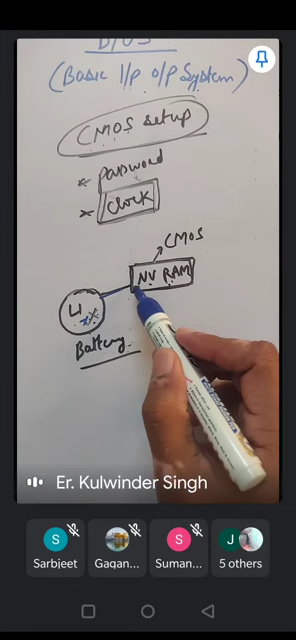 BIOS
(Basic I/p o/p System)
CMOS setup
* password
* Clock
CMOS
NV RAM
Li
Battery
Er. Kulwinder Singh
S
S
J
Sarbjeet
Gagan...
Suman...
5 others